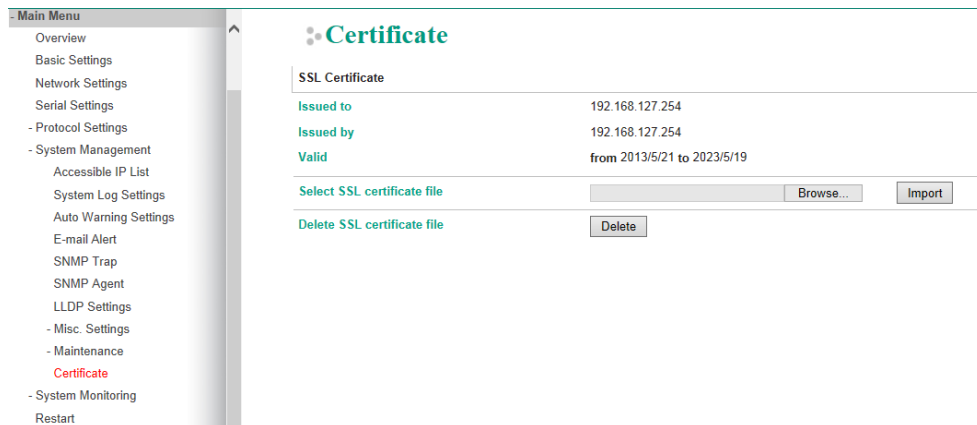 - Main Menu
Overview
Basic Settings
Network Settings
Serial Settings
- Protocol Settings
- System Management
Accessible IP List
System Log Settings
Auto Warning Settings
E-mail Alert
SNMP Trap
SNMP Agent
LLDP Settings
- Misc. Settings
- Maintenance
Certificate
- System Monitoring
Restart
Certificate
SSL Certificate
Issued to 192.168.127.254
Issued by 192.168.127.254
Valid from 2013/5/21 to 2023/5/19
Select SSL certificate file Browse... Import
Delete SSL certificate file Delete